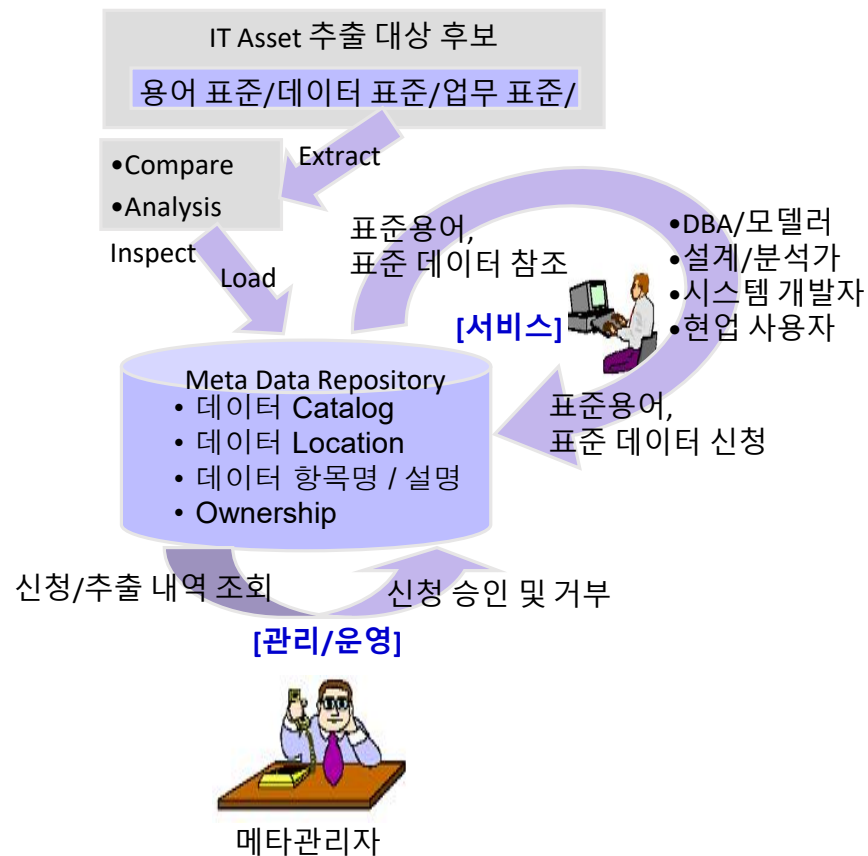 IT Asset 추출 대상 후보
용어 표준/데이터 표준/업무 표준/
•Compare
•Analysis
Extract
Inspect
Load
표준용어,
표준 데이터 참조
•DBA/모델러
•설계/분석가
•시스템 개발자
•현업 사용자
[서비스]
Meta Data Repository
• 데이터 Catalog
• 데이터 Location
• 데이터 항목명 / 설명
• Ownership
표준용어,
표준 데이터 신청
신청/추출 내역 조회
신청 승인 및 거부
[관리/운영]
메타관리자